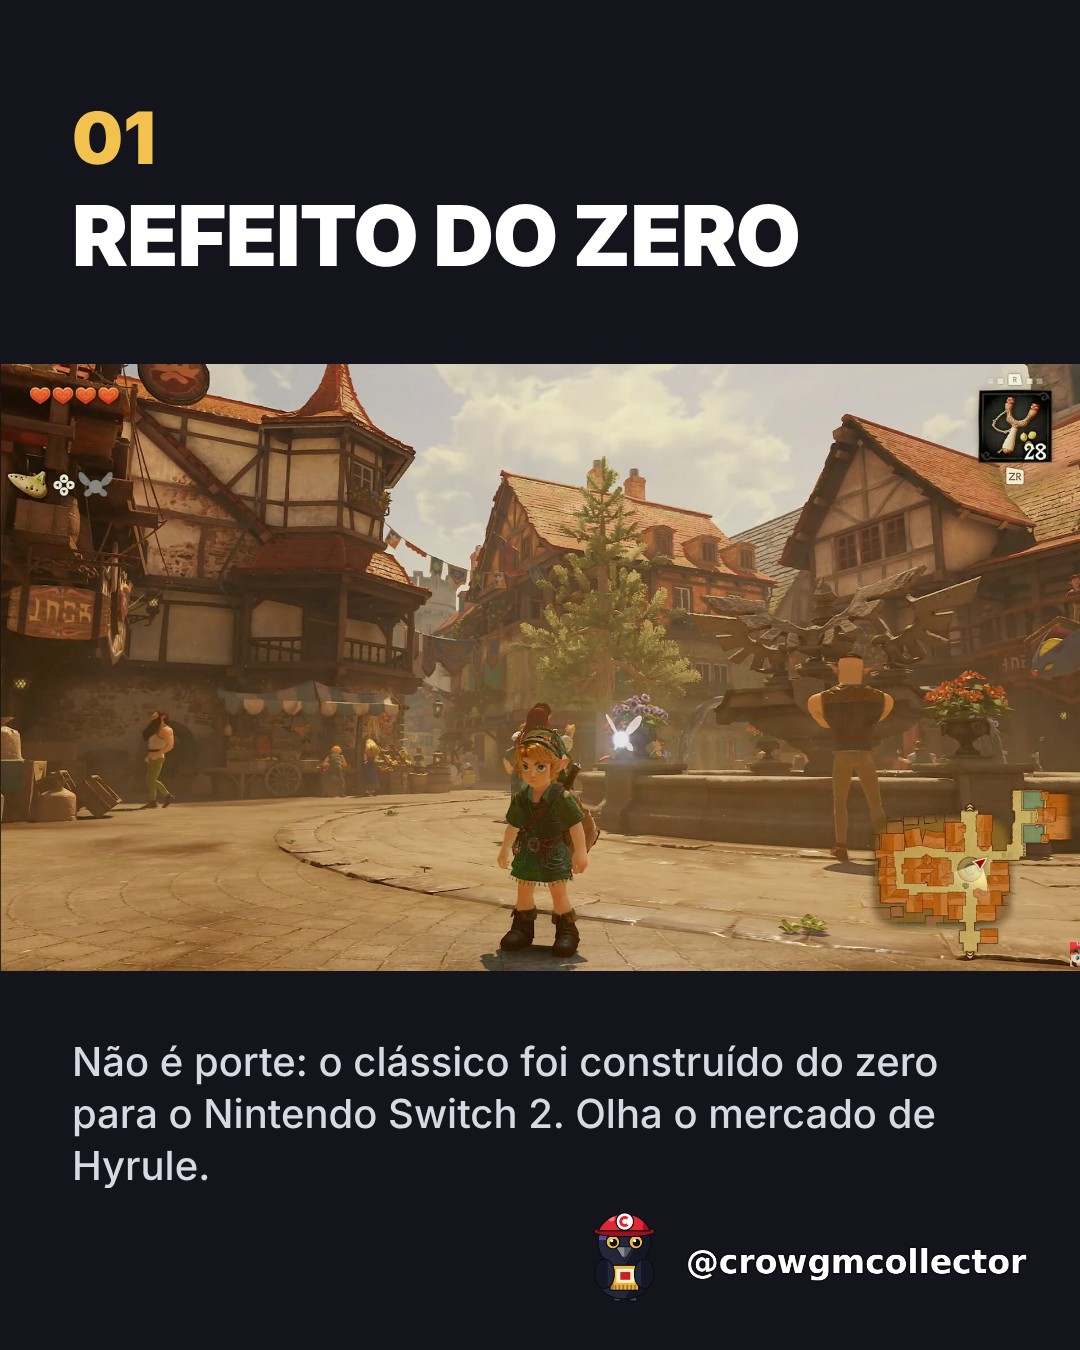 01
REFEITO DO ZERO
R
28
ZR
Não é porte: o clássico foi construído do zero
para o Nintendo Switch 2. Olha o mercado de
Hyrule.
C
@crowgmcollector